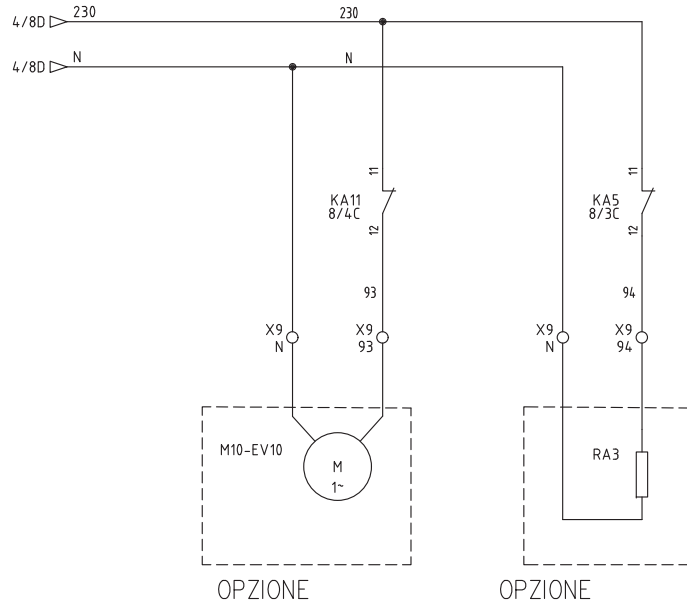 4/8D 230 230
4/8D N N
11 11
KA11 KA5
8/4C 8/3C
12 12
93 94
X9 X9 X9 X9
N 93 N 94
M10-EV10 RA3
M
1~
OPZIONE OPZIONE